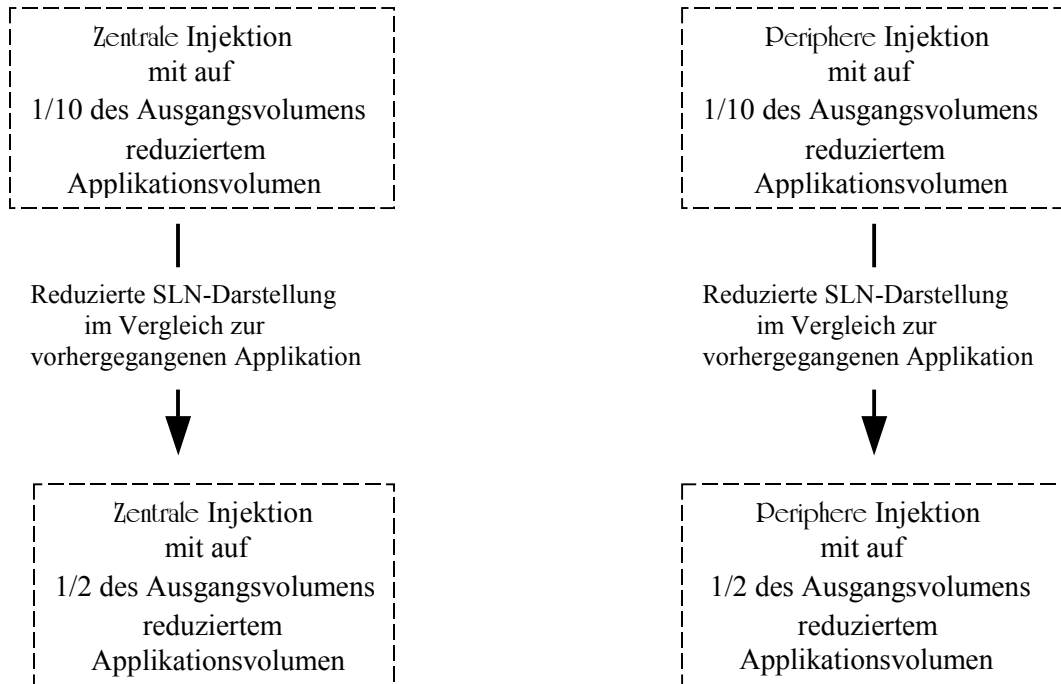 Zentrale Injektion
mit auf
1/10 des Ausgangsvolumens
reduziertem
Applikationsvolumen
Periphere Injektion
mit auf
1/10 des Ausgangsvolumens
reduziertem
Applikationsvolumen
Reduzierte SLN-Darstellung
im Vergleich zur
vorhergegangenen Applikation
Reduzierte SLN-Darstellung
im Vergleich zur
vorhergegangenen Applikation
Zentrale Injektion
mit auf
1/2 des Ausgangsvolumens
reduziertem
Applikationsvolumen
Periphere Injektion
mit auf
1/2 des Ausgangsvolumens
reduziertem
Applikationsvolumen